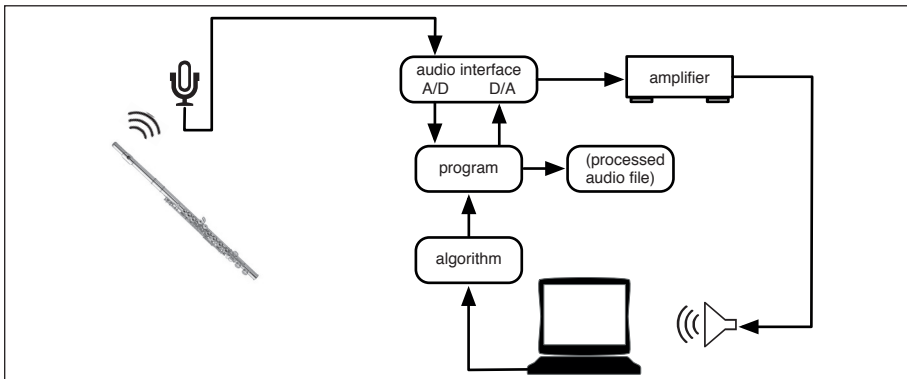 audio interface
A/D D/A
amplifier
program
(processed
audio file)
algorithm